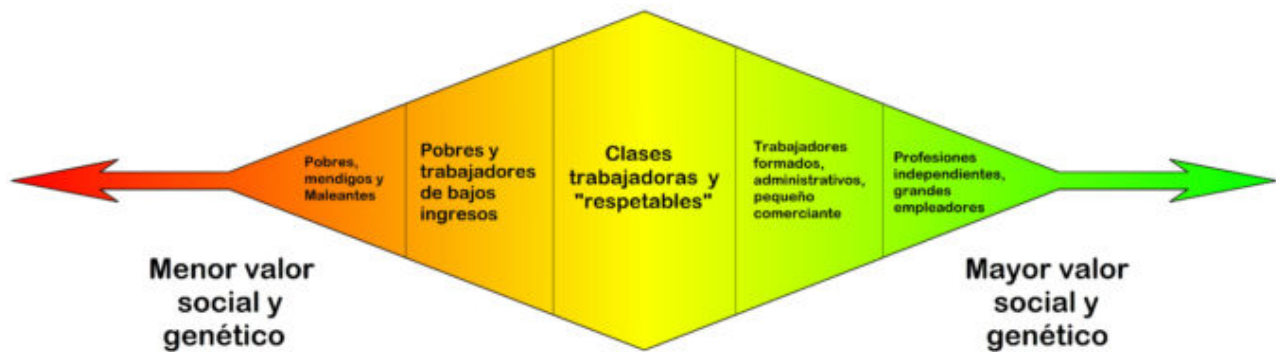 Pobres,
mendigos y
Maleantes
Pobres y
trabajadores
de bajos
ingresos
Clases
trabajadoras y
"respetables"
Trabajadores
formados,
administrativos,
pequeño
comerciante
Profesiones
independientes,
grandes
empleadores
Menor valor
social y
genético
Mayor valor
social y
genético